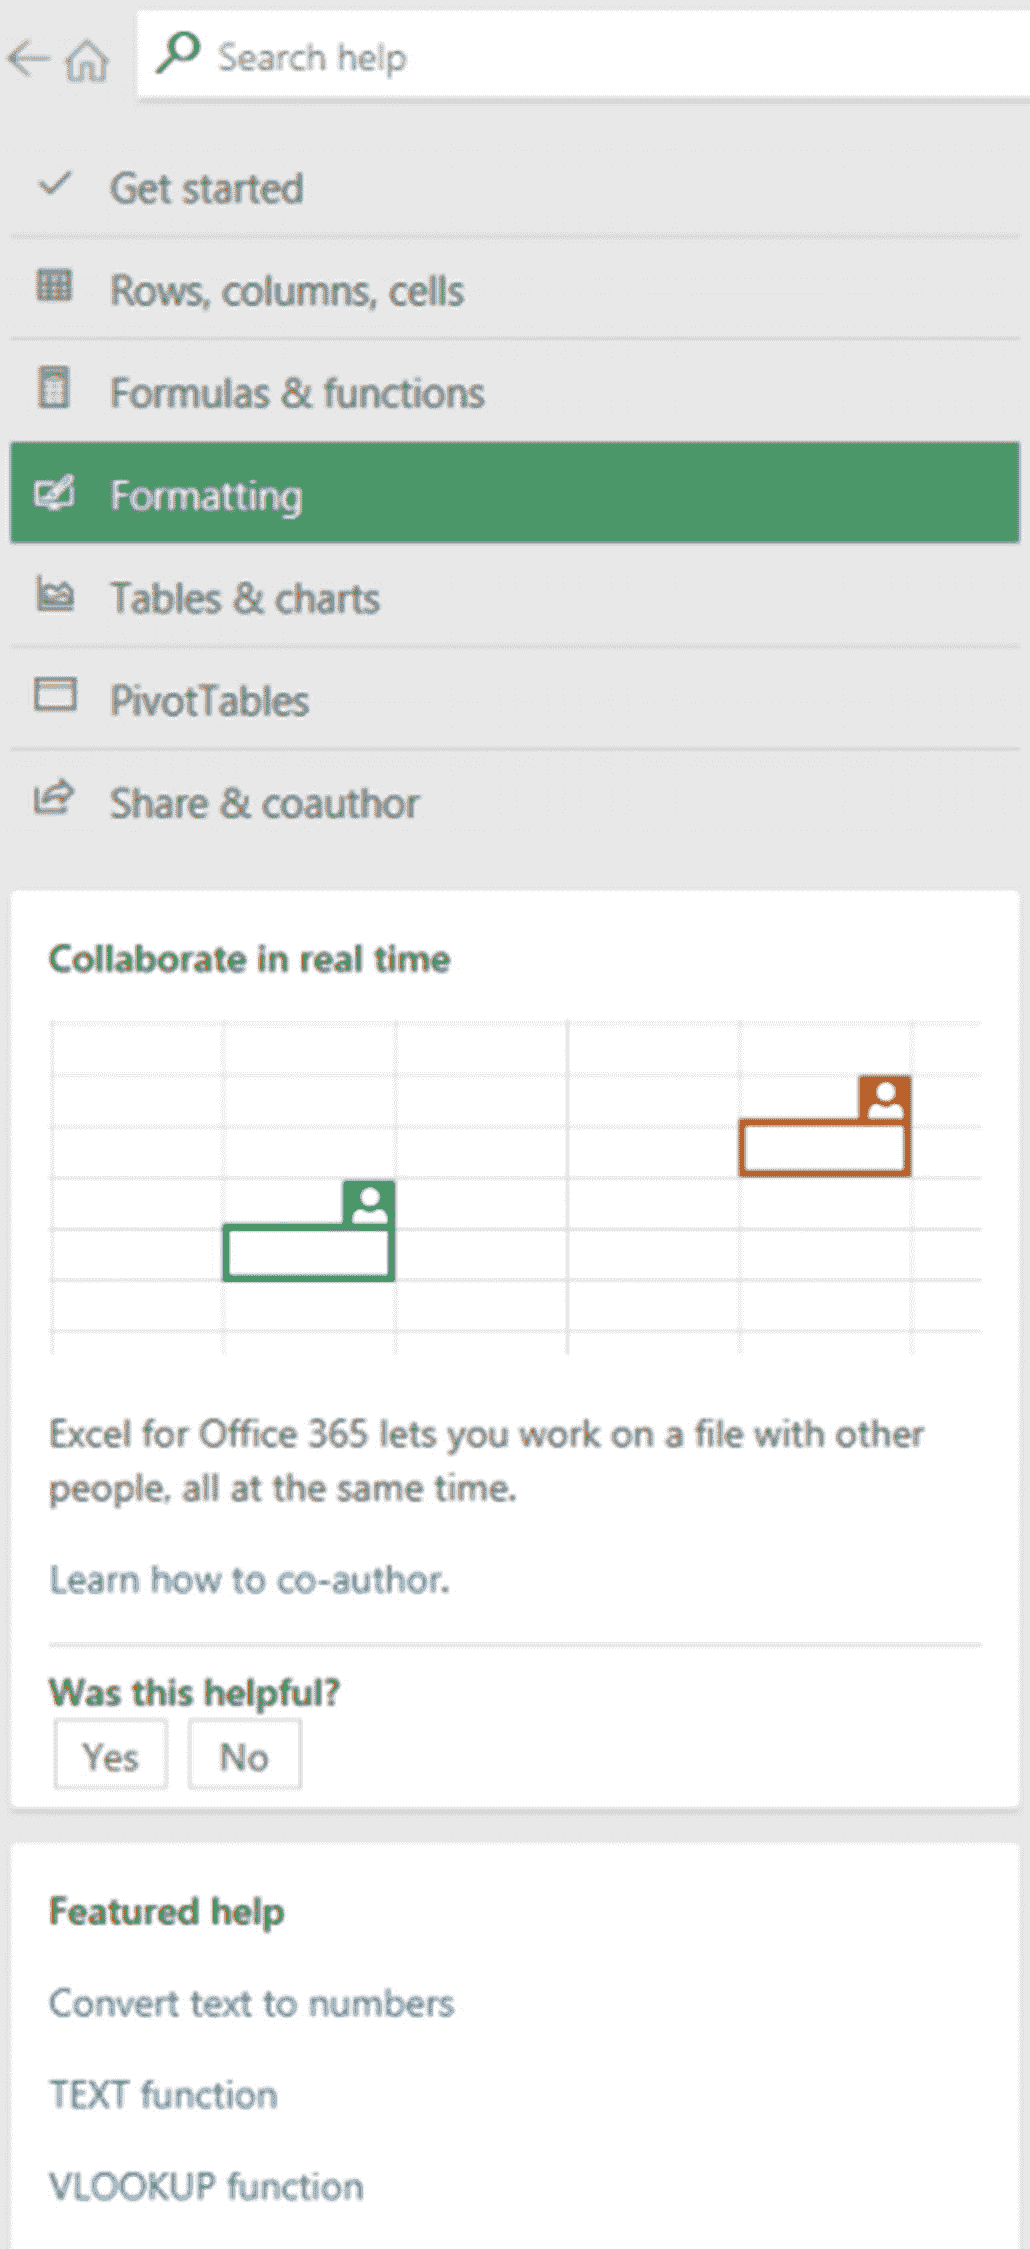 Search help
Get started
Rows, columns, cells
Formulas & functions
Formatting
Tables & charts
PivotTables
Share & coauthor
Collaborate in real time
Excel for Office 365 lets you work on a file with other
people, all at the same time.
Learn how to co-author.
Was this helpful?
Yes No
Featured help
Convert text to numbers
TEXT function
VLOOKUP function